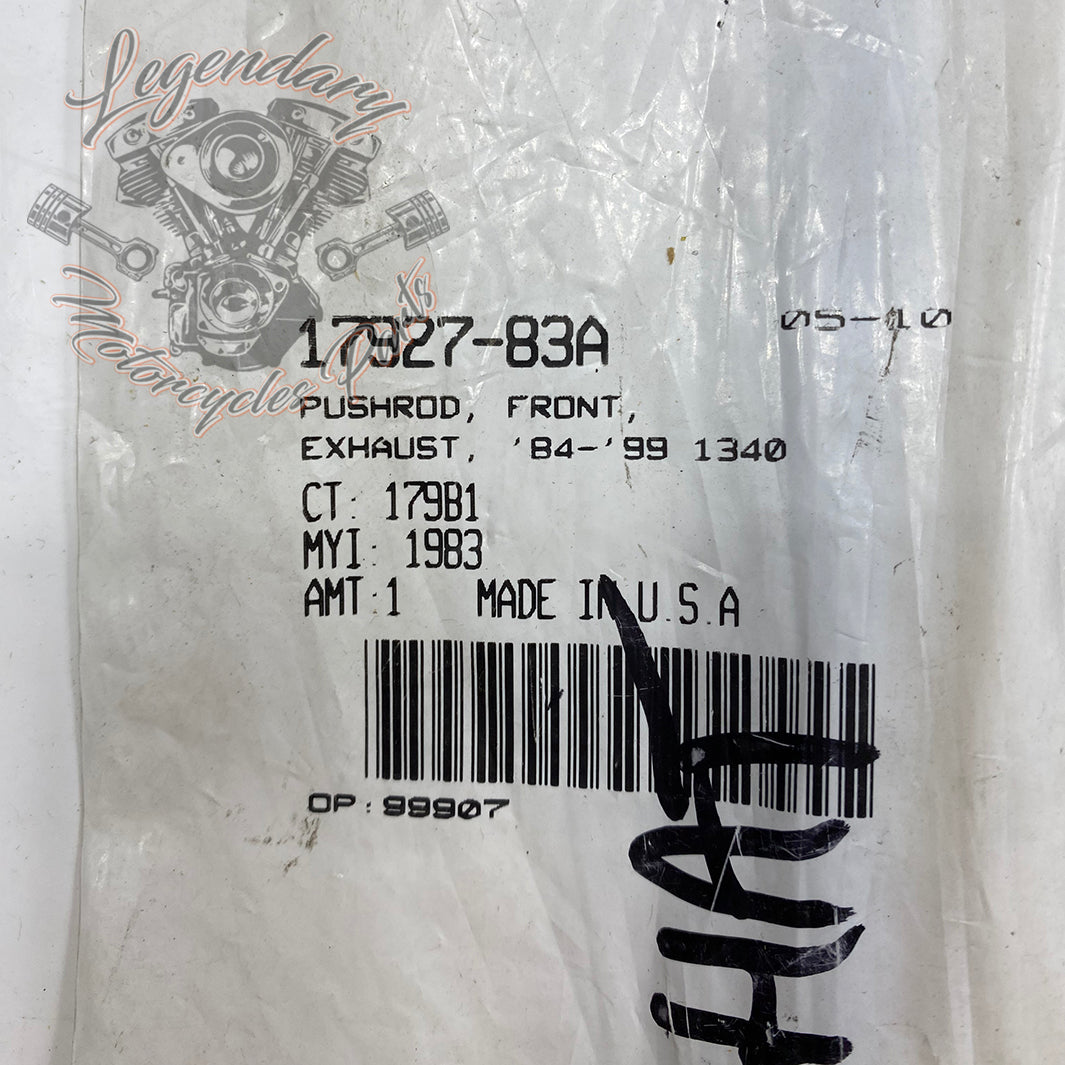 Legendary
Motorcycles Parts
17927-83A
05-10
PUSHROD, FRONT,
EXHAUST, '84-'99 1340
CT: 179B1
MYI: 1983
AMT:1 MADE IN U.S.A
OP:99907